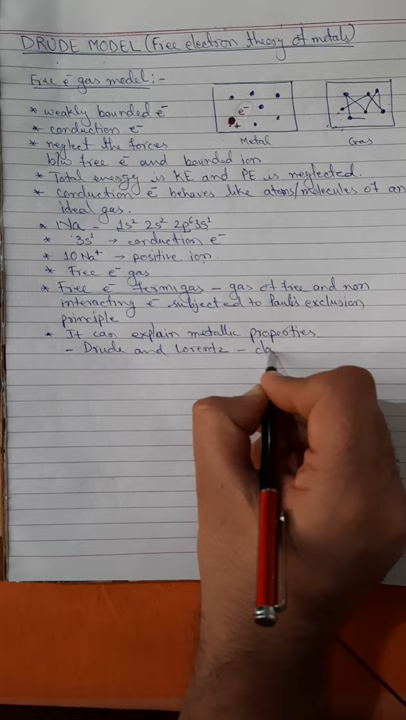 DRUDE MODEL (Free electron theory of metals)
Free e⁻ gas model:-
* weakly bounded e⁻
* conduction e⁻
* neglect the forces
b/w free e⁻ and bounded ion
e⁻
+
Metal
Gas
* Total energy is KE and PE is neglected.
* conduction e⁻ behaves like atoms/molecules of an
ideal gas.
* Na - 1s² 2s² 2p⁶ 3s¹
* 3s¹ → conduction e⁻
* 10 Na⁺ → positive ion.
* Free e⁻ gas
* Free e⁻ fermi gas - gas of free and non
interacting e⁻ subjected to Pauli's exclusion
principle
* It can explain metallic properties
- Drude and Lorentz - cla